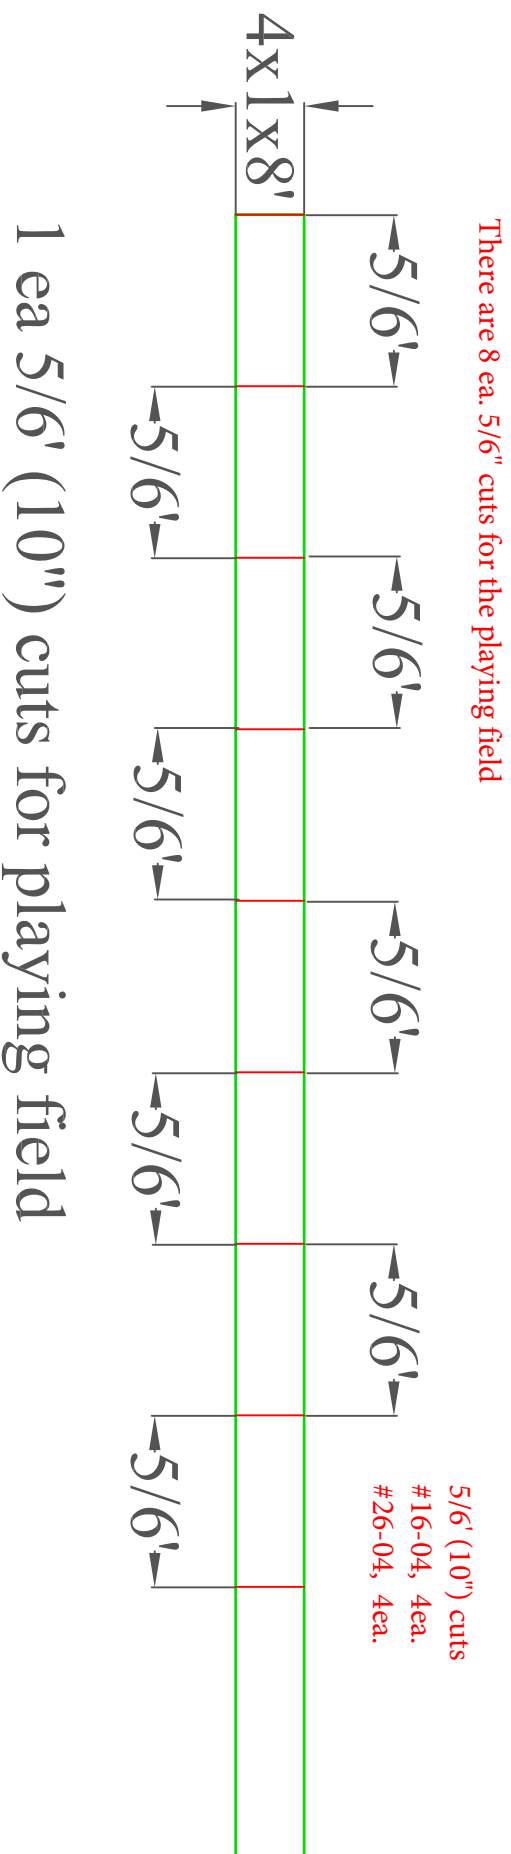 There are 8 ea. 5/6" cuts for the playing field
4x1x8'
5/6'
5/6'
5/6'
5/6'
5/6'
5/6'
5/6'
5/6'
5/6' (10") cuts
#16-04, 4ea.
#26-04, 4ea.
1 ea 5/6' (10") cuts for playing field